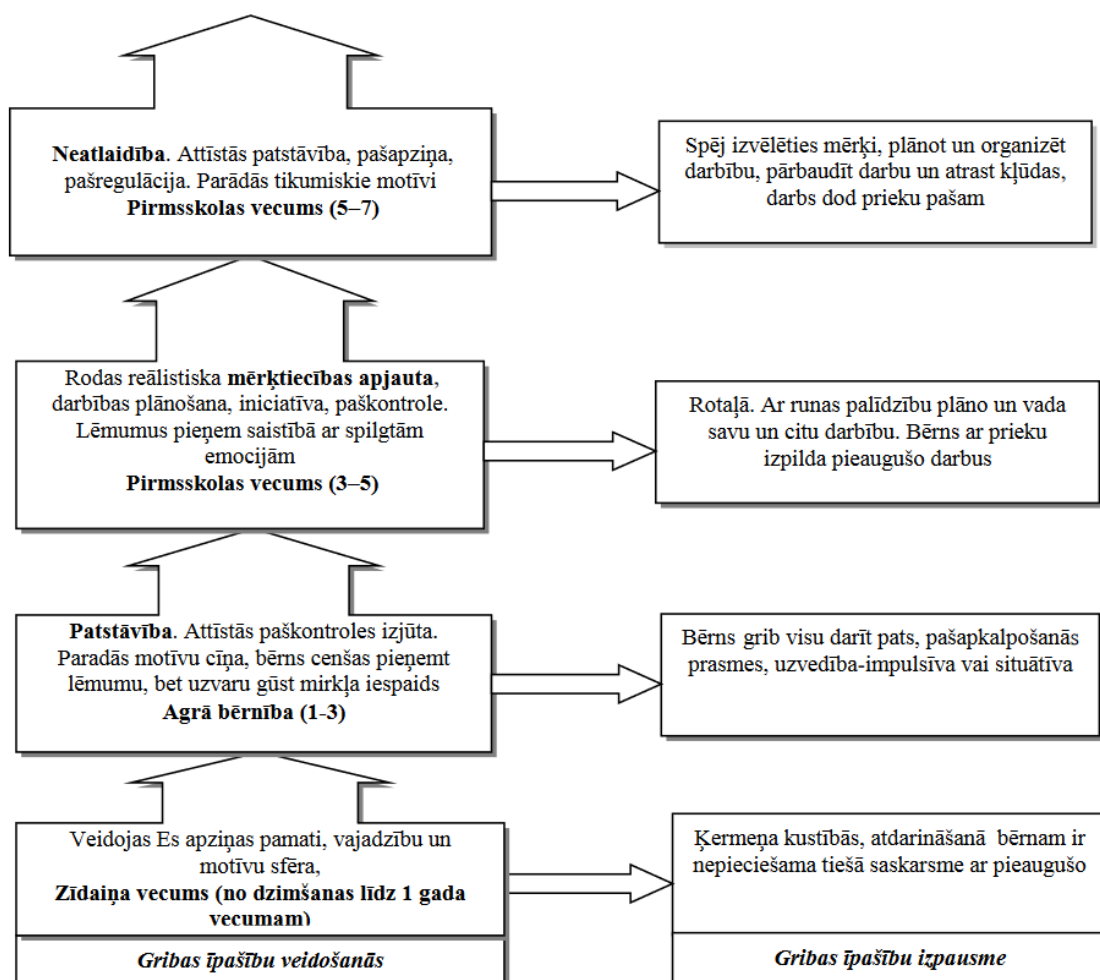 Neatlaidība. Attīstās patstāvība, pašapziņa,
pašregulācija. Parādās tikumiskie motīvi
Pirmsskolas vecums (5–7)
Spēj izvēlēties mērķi, plānot un organizēt
darbību, pārbaudīt darbu un atrast kļūdas,
darbs dod prieku pašam
Rodas reālistiska mērķtiecības apjauta,
darbības plānošana, iniciatīva, paškontrole.
Lēmumus pieņem saistībā ar spilgtām
emocijām
Pirmsskolas vecums (3–5)
Rotaļā. Ar runas palīdzību plāno un vada
savu un citu darbību. Bērns ar prieku
izpilda pieaugušo darbus
Patstāvība. Attīstās paškontroles izjūta.
Paradās motīvu cīņa, bērns cenšas pieņemt
lēmumu, bet uzvaru gūst mirkļa iespaids
Agrā bērnība (1-3)
Bērns grib visu darīt pats, pašapkalpošanās
prasmes, uzvedība-impulsīva vai situātīva
Veidojas Es apziņas pamati, vajadzību un
motīvu sfēra,
Zīdaiņa vecums (no dzimšanas līdz 1 gada
vecumam)
Ķermeņa kustībās, atdarināšanā bērnam ir
nepieciešama tiešā saskarsme ar pieaugušo
Gribas īpašību veidošanās
Gribas īpašību izpausme